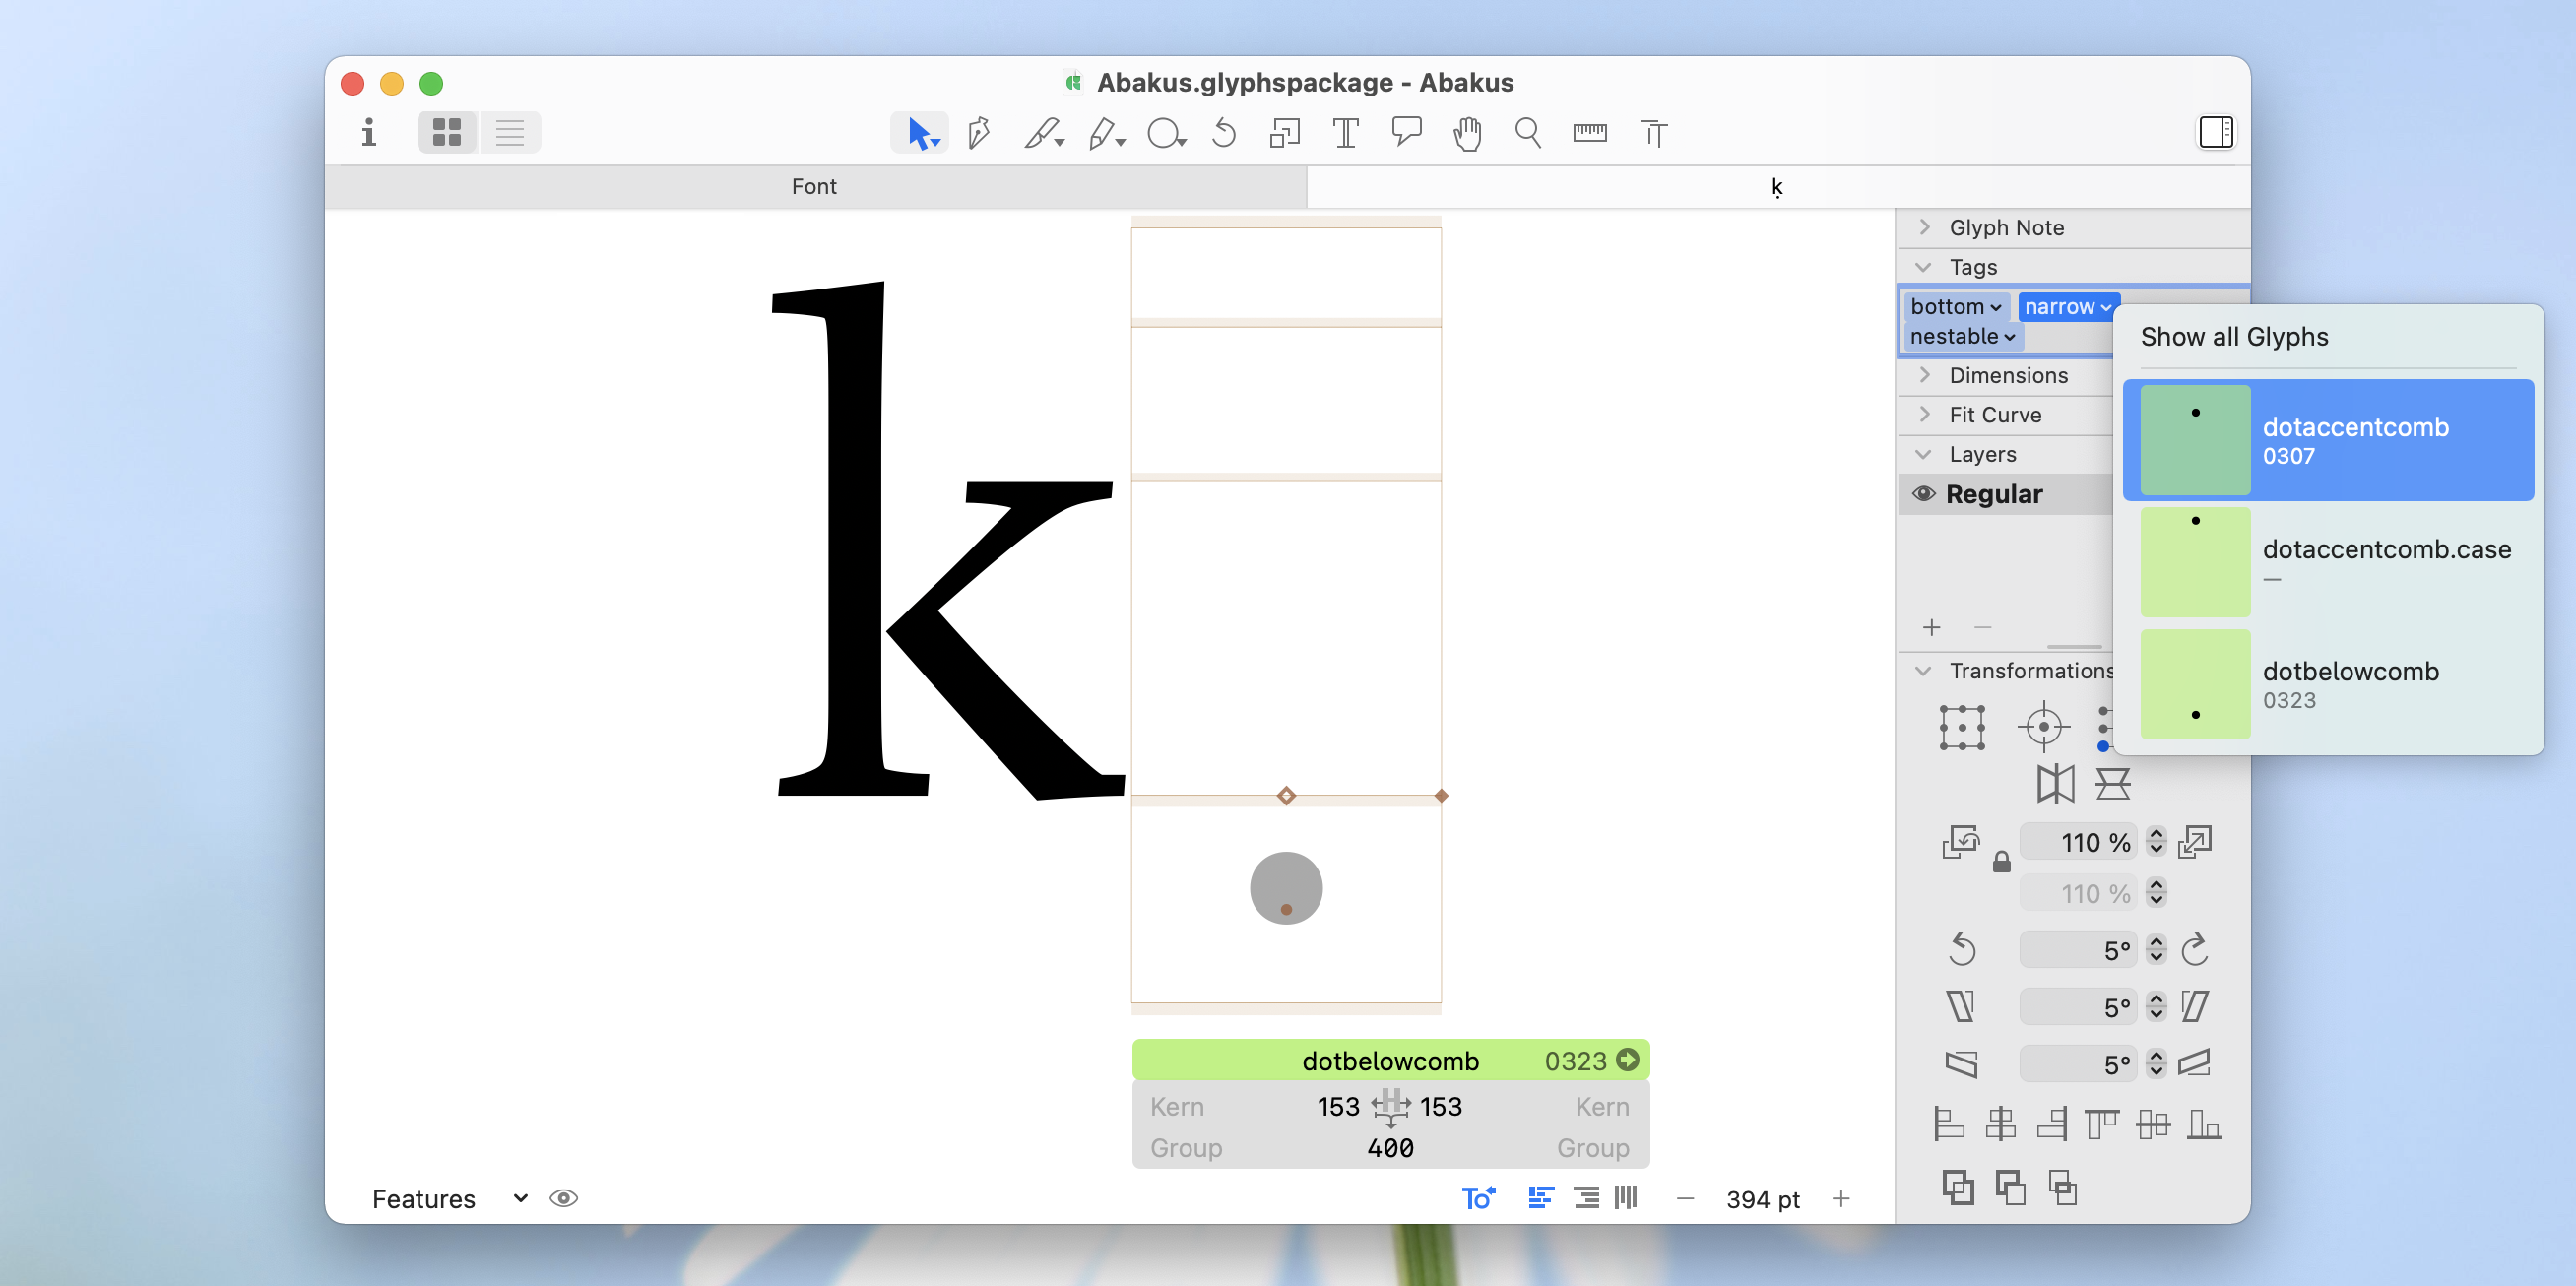 Abakus.glyphspackage - Abakus
Font
ḳ
k
Glyph Note
Tags
bottom
narrow
nestable
Dimensions
Fit Curve
Layers
Regular
Transformations
Show all Glyphs
dotaccentcomb
0307
dotaccentcomb.case
—
dotbelowcomb
0323
110 %
110 %
5°
5°
5°
dotbelowcomb 0323
Kern 153 153 Kern
Group 400 Group
Features
394 pt